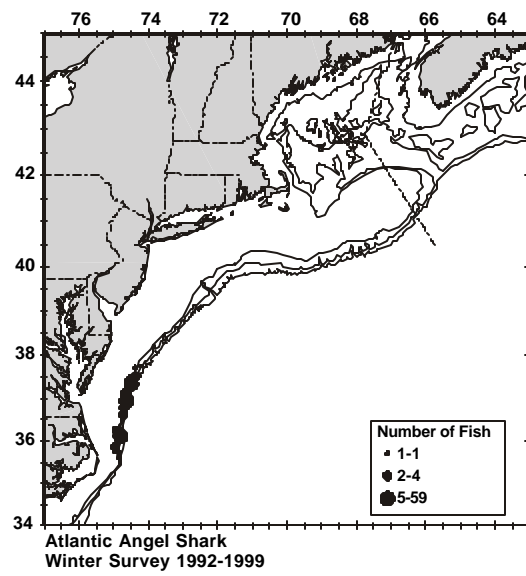 76 74 72 70 68 66 64
44
42
40
38
36
34
Number of Fish
1-1
2-4
5-59
Atlantic Angel Shark
Winter Survey 1992-1999